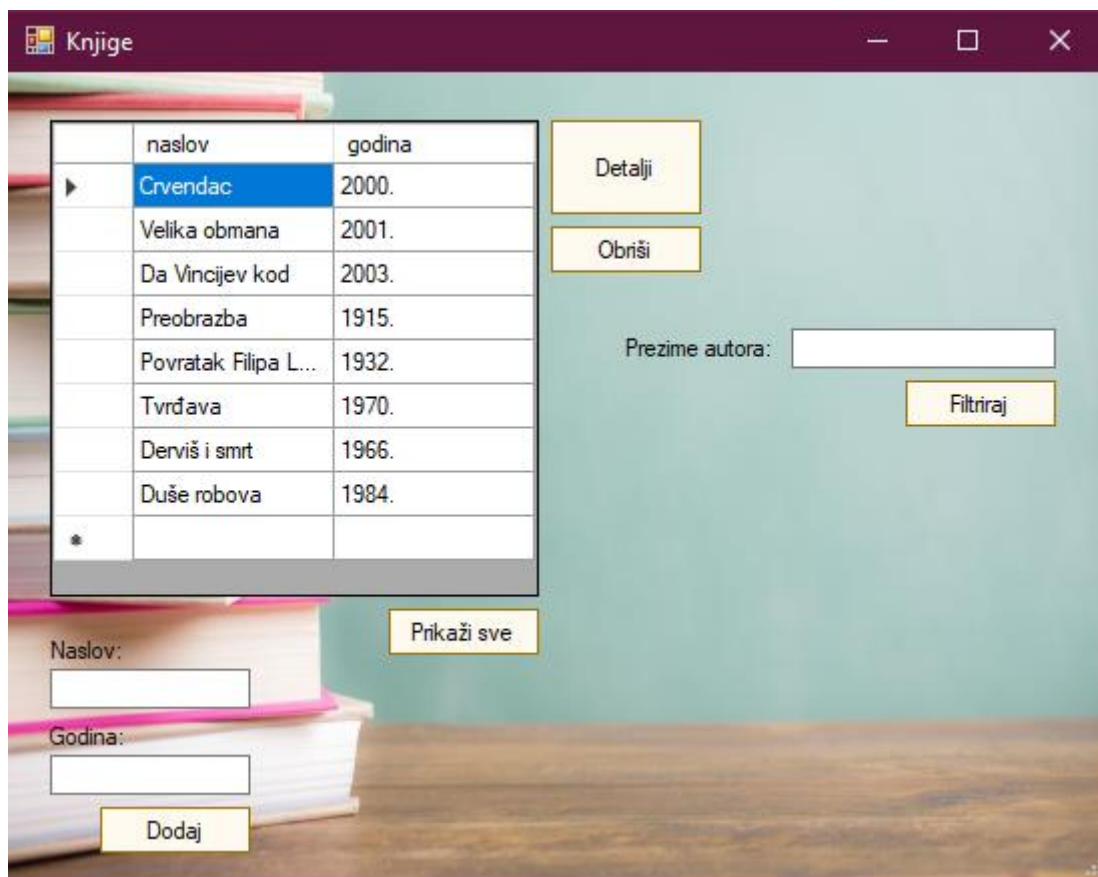 Knjige
naslov godina
Crvendac 2000.
Velika obmana 2001.
Da Vincijev kod 2003.
Preobrazba 1915.
Povratak Filipa L... 1932.
Tvrđava 1970.
Derviš i smrt 1966.
Duše robova 1984.
Detalji
Obriši
Prezime autora:
Filtriraj
Prikaži sve
Naslov:
Godina:
Dodaj